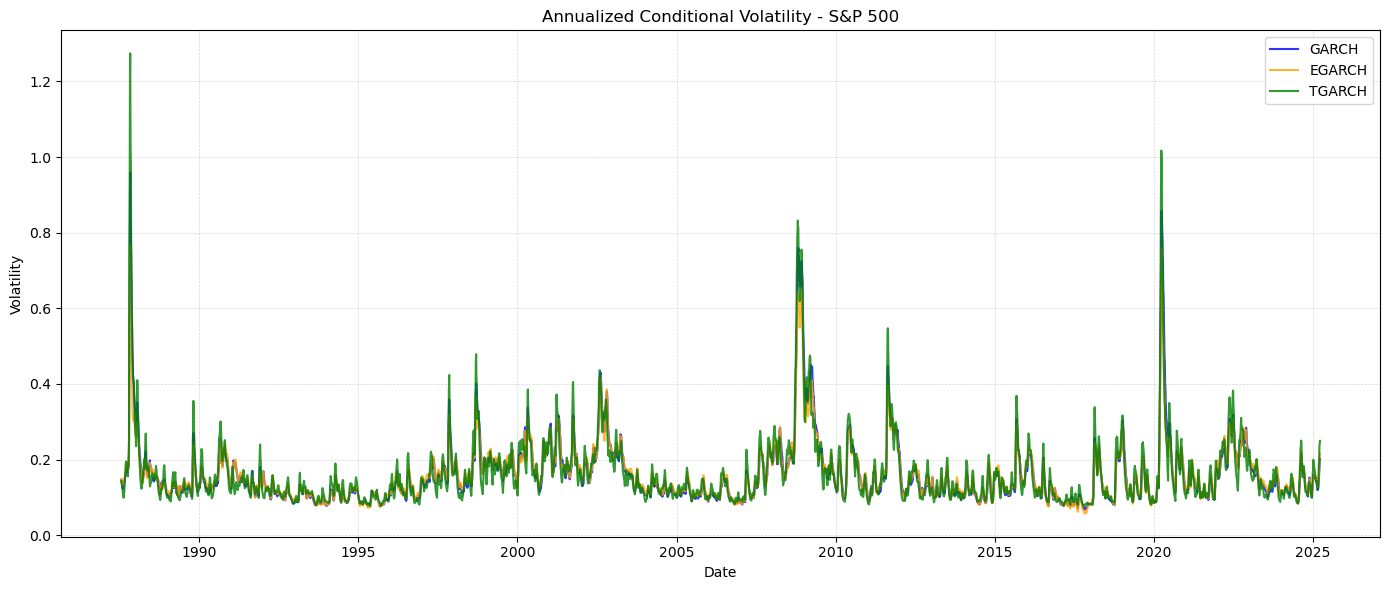 Annualized Conditional Volatility - S&P 500
GARCH
EGARCH
TGARCH
Volatility
1.2
1.0
0.8
0.6
0.4
0.2
0.0
1990 1995 2000 2005 2010 2015 2020 2025
Date